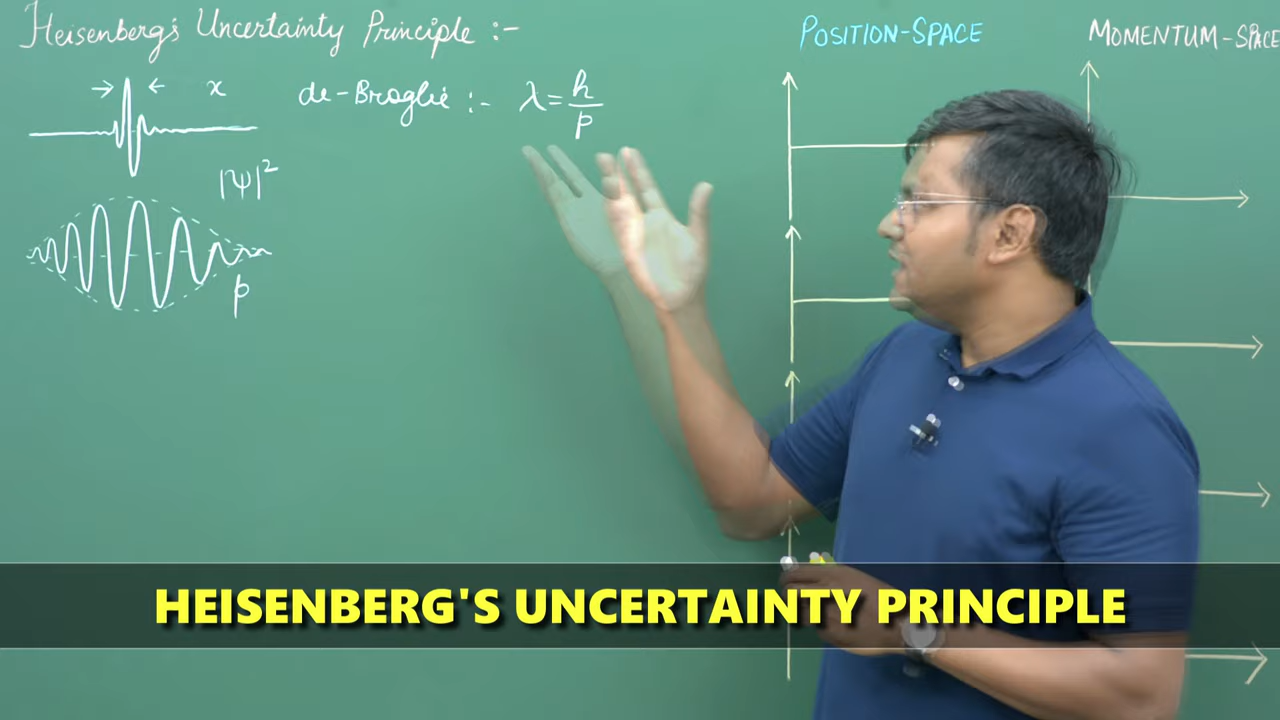 Heisenberg's Uncertainty Principle :-
x
de-Broglie :- λ = h/p
|Ψ|²
p
POSITION-SPACE
MOMENTUM-SPACE
HEISENBERG'S UNCERTAINTY PRINCIPLE